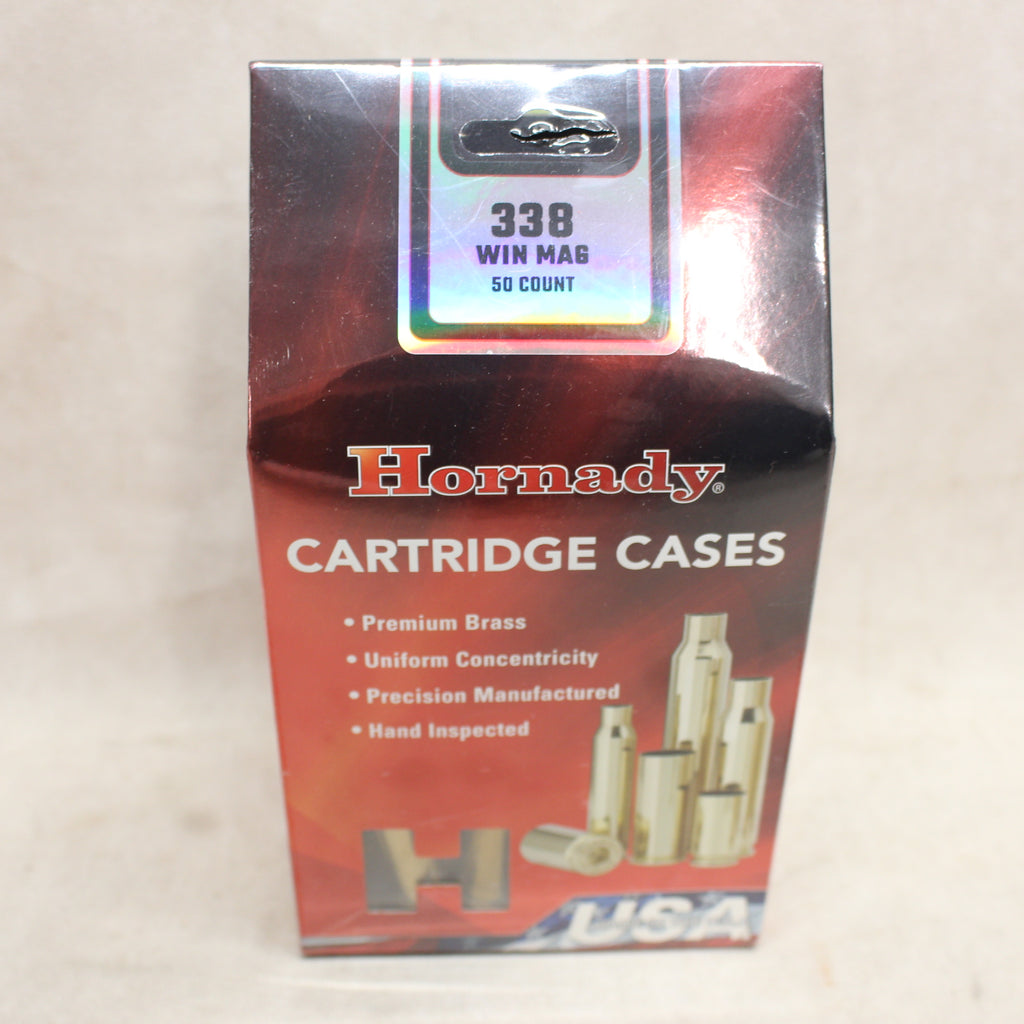 338
WIN MAG
50 COUNT
Hornady®
CARTRIDGE CASES
• Premium Brass
• Uniform Concentricity
• Precision Manufactured
• Hand Inspected
H
USA